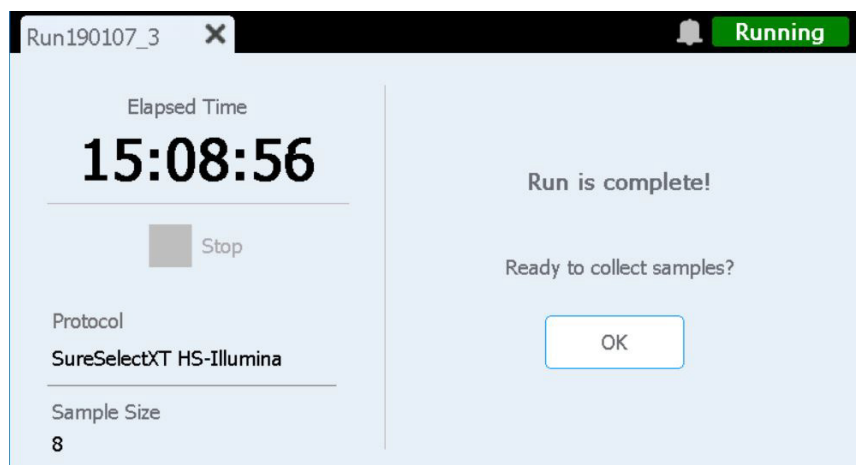 Run190107_3
Running
Elapsed Time
15:08:56
Stop
Protocol
SureSelectXT HS-Illumina
Sample Size
8
Run is complete!
Ready to collect samples?
OK